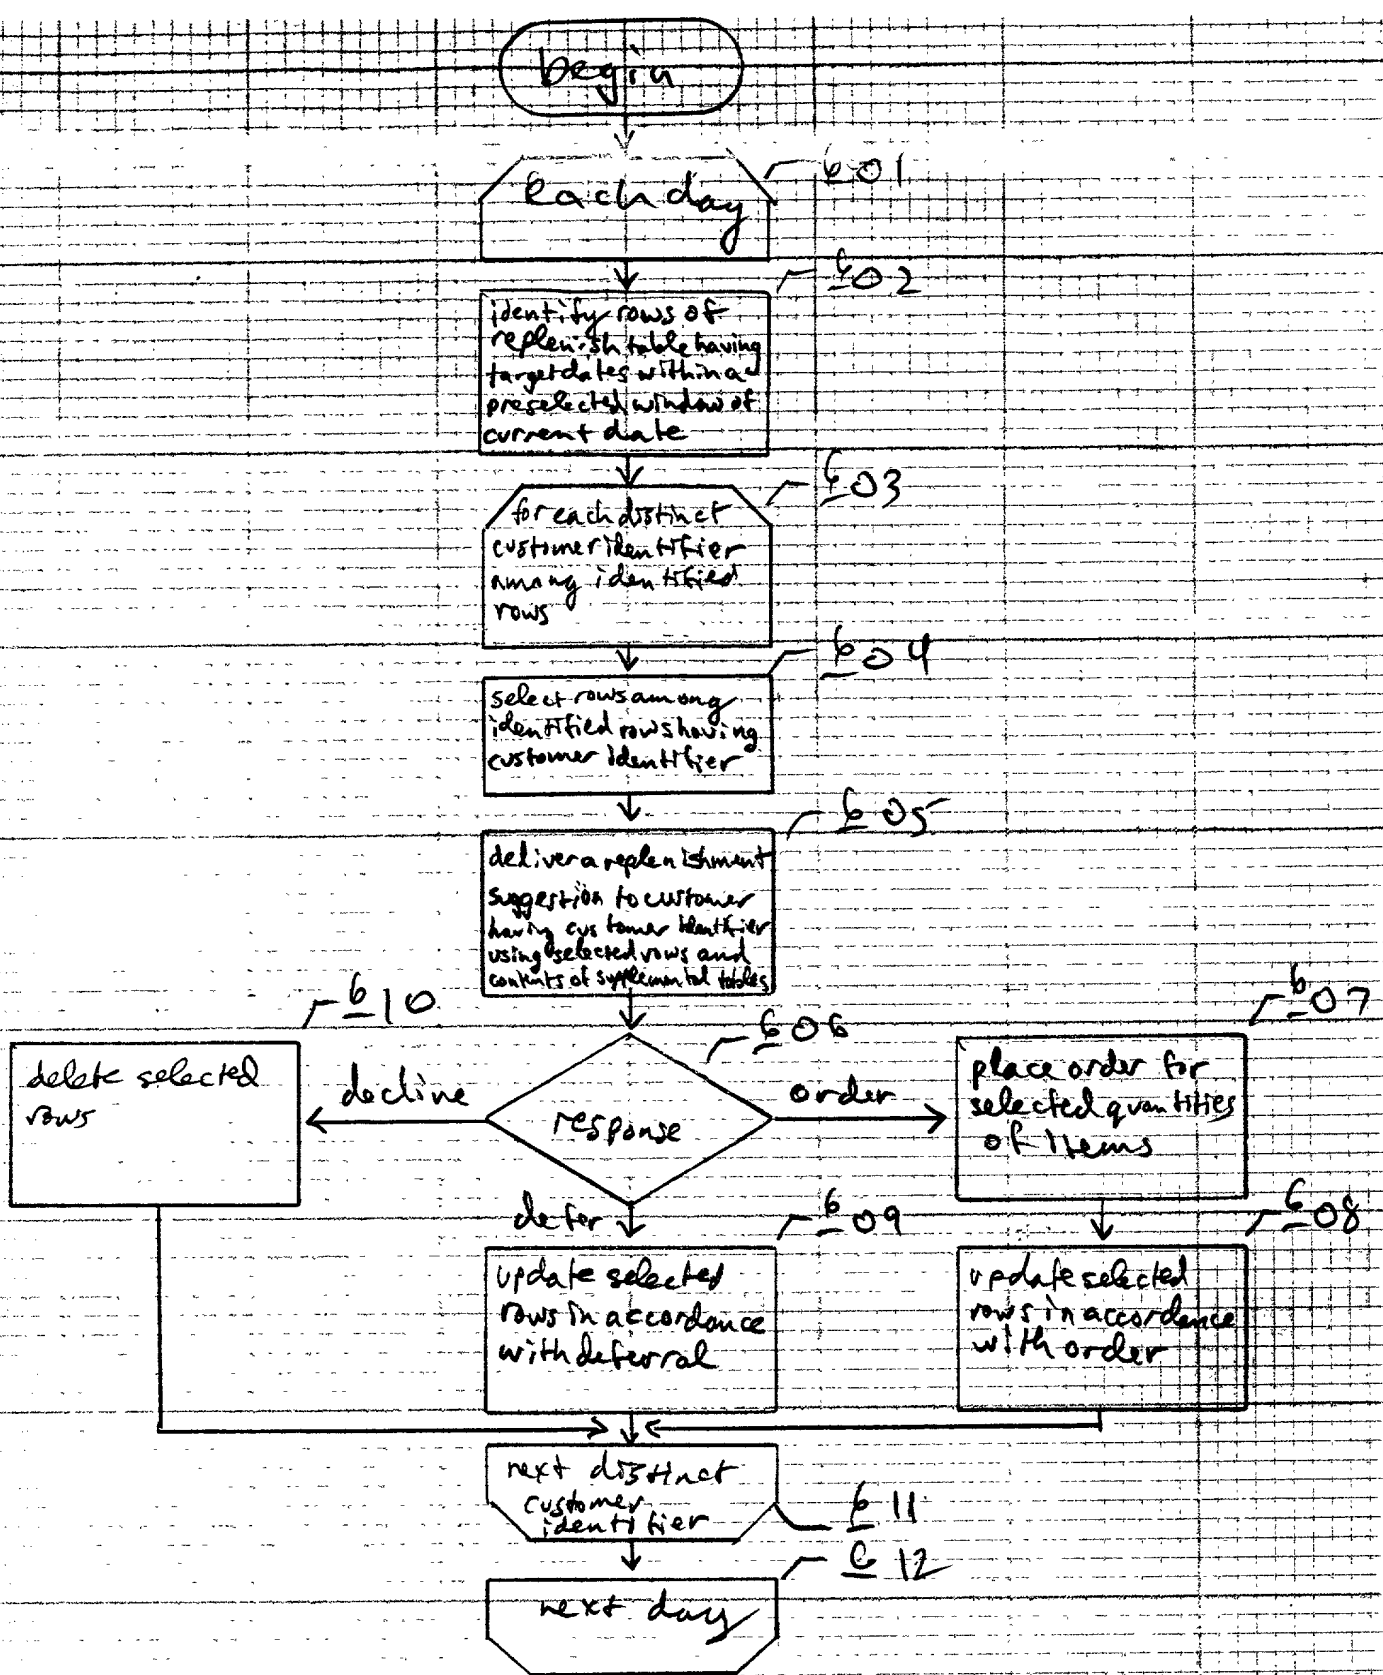 begin
601
each day
602
identify rows of
replenish table having
target dates within a
preselected window of
current date
603
for each distinct
customer identifier
among identified
rows
604
select rows among
identified rows having
customer identifier
605
deliver a replenishment
suggestion to customer
having customer identifier
using selected rows and
contents of supplemental tables
606
response
decline
order
defer
610
delete selected
rows
607
place order for
selected quantities
of items
609
update selected
rows in accordance
with deferral
608
update selected
rows in accordance
with order
next distinct
customer
identifier
611
612
next day